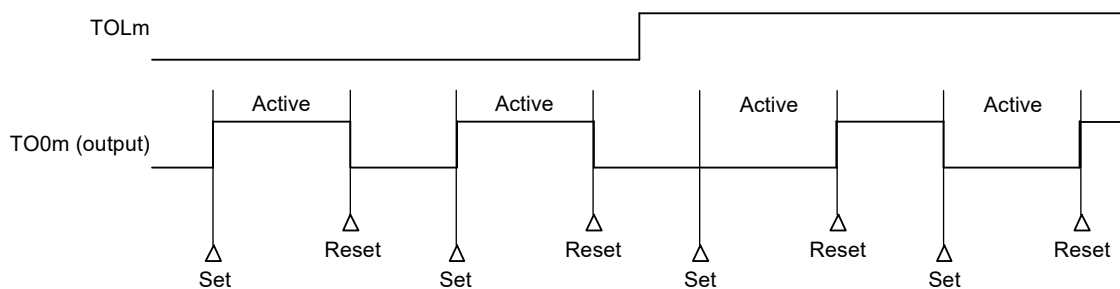 TOLm
Active
Active
Active
Active
TO0m (output)
Reset
Reset
Reset
Reset
Set
Set
Set
Set